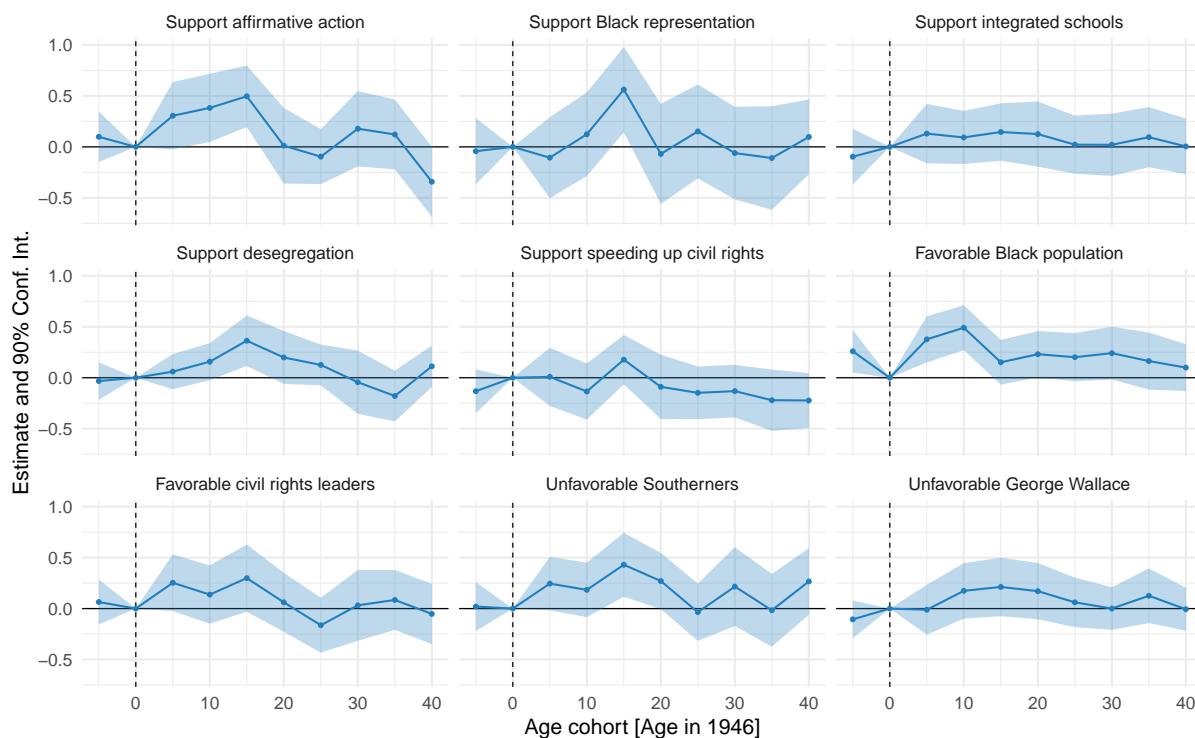 Support affirmative action
Support Black representation
Support integrated schools
1.0
0.5
0.0
−0.5
Support desegregation
Support speeding up civil rights
Favorable Black population
1.0
0.5
0.0
−0.5
Favorable civil rights leaders
Unfavorable Southerners
Unfavorable George Wallace
1.0
0.5
0.0
−0.5
0 10 20 30 40 0 10 20 30 40 0 10 20 30 40
Age cohort [Age in 1946]
Estimate and 90% Conf. Int.